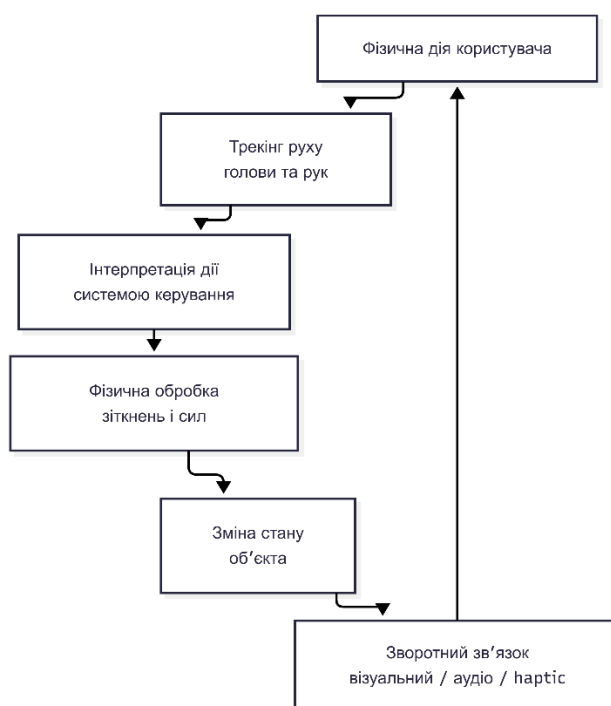 Фізична дія користувача
Трекінг руху
голови та рук
Інтерпретація дії
системою керування
Фізична обробка
зіткнень і сил
Зміна стану
об'єкта
Зворотний зв'язок
візуальний / аудіо / haptic